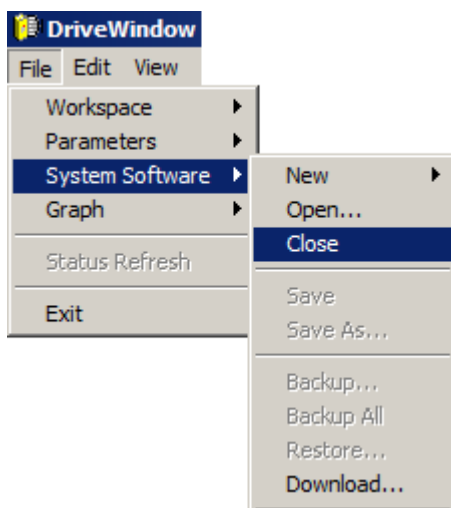 DriveWindow
File Edit View
Workspace
Parameters
System Software
Graph
Status Refresh
Exit
New
Open...
Close
Save
Save As...
Backup...
Backup All
Restore...
Download...